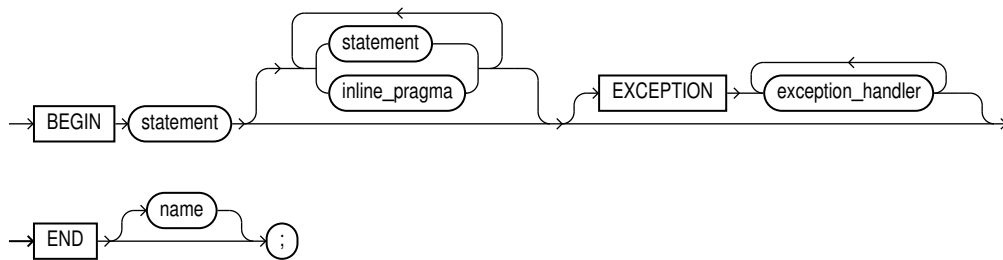 statement
inline_pragma
EXCEPTION exception_handler
BEGIN statement
name
END ;